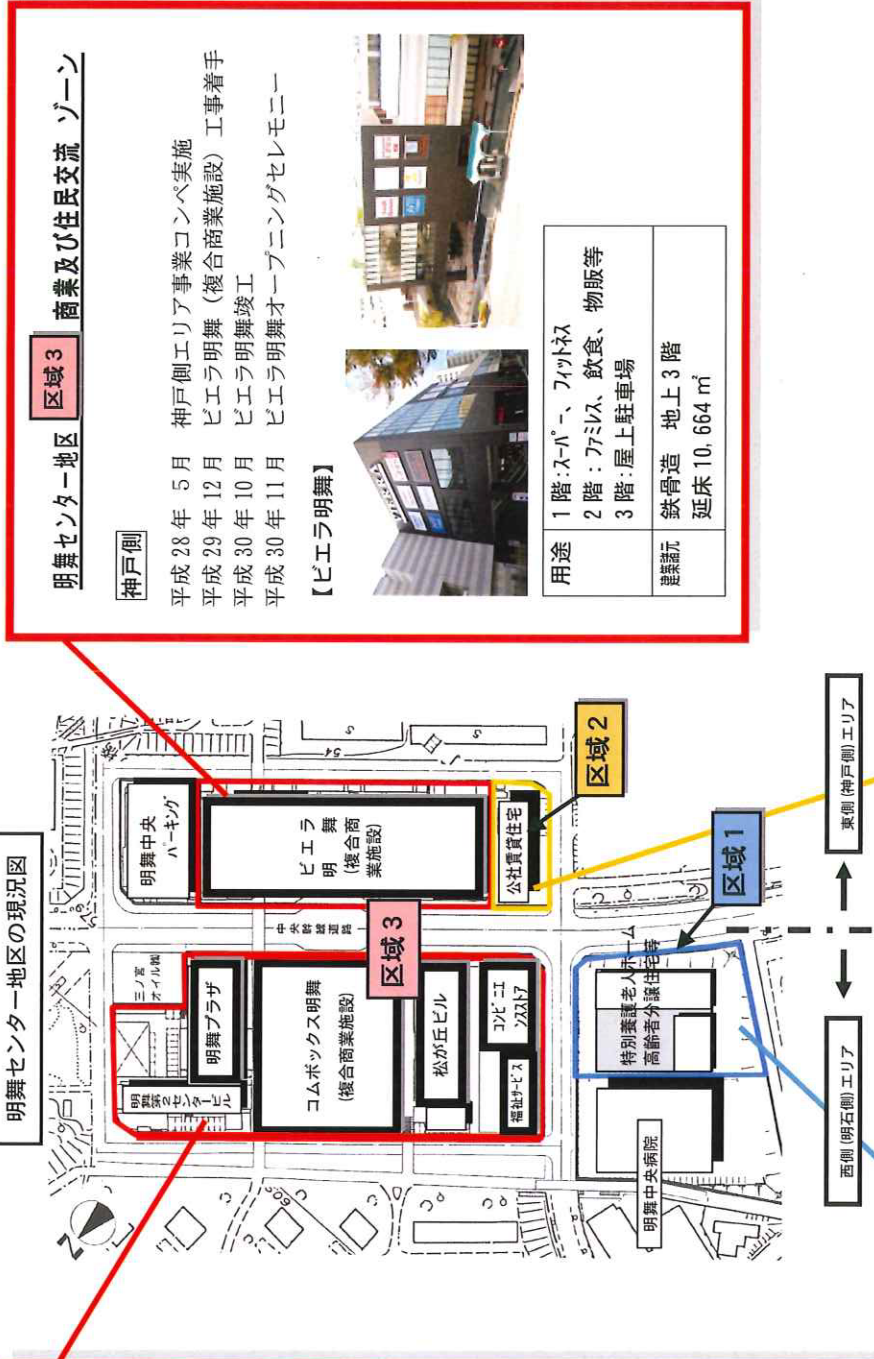 明舞センター地区の現況図
明舞センター地区 区域3 商業及び住民交流 ゾーン
神戸側
平成28年 5月 神戸側エリア事業コンペ実施
平成29年12月 ビエラ明舞（複合商業施設） 工事着手
平成30年10月 ビエラ明舞竣工
平成30年11月 ビエラ明舞オープニングセレモニー
【ビエラ明舞】
用途
1階:スーパー、フィットネス
2階:ファミレス、飲食、物販等
3階:屋上駐車場
建築諸元
鉄骨造 地上3階
延床10,664㎡
Z
明舞中央
パーキング
ビエラ
明舞
(複合商
業施設)
公社賃貸住宅
区域2
中央幹線道路
区域3
三ノ宮
オイル㈱
明舞プラザ
明舞第2センタービル
コムボックス明舞
(複合商業施設)
松が丘ビル
コンビニエ
ンスストア
福祉サービス
区域1
特別養護老人ホーム
高齢者分譲住宅等
明舞中央病院
東側(神戸側)エリア
西側(明石側)エリア
54
S
S
609